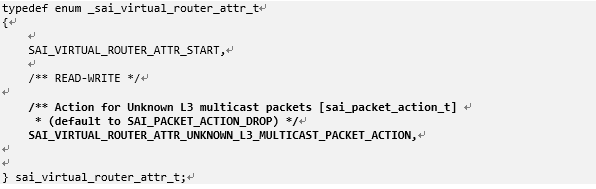 typedef enum _sai_virtual_router_attr_t
{
SAI_VIRTUAL_ROUTER_ATTR_START,
/** READ-WRITE */
/** Action for Unknown L3 multicast packets [sai_packet_action_t]
* (default to SAI_PACKET_ACTION_DROP) */
SAI_VIRTUAL_ROUTER_ATTR_UNKNOWN_L3_MULTICAST_PACKET_ACTION,
} sai_virtual_router_attr_t;